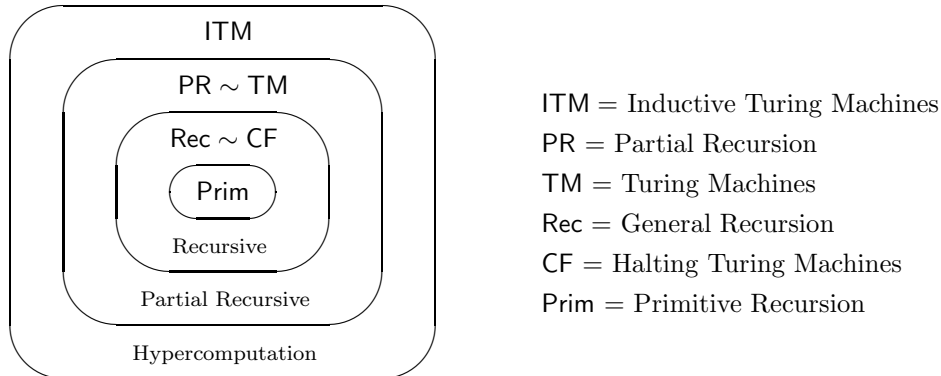 ITM
PR ∼ TM
Rec ∼ CF
Prim
Recursive
Partial Recursive
Hypercomputation
ITM = Inductive Turing Machines
PR = Partial Recursion
TM = Turing Machines
Rec = General Recursion
CF = Halting Turing Machines
Prim = Primitive Recursion